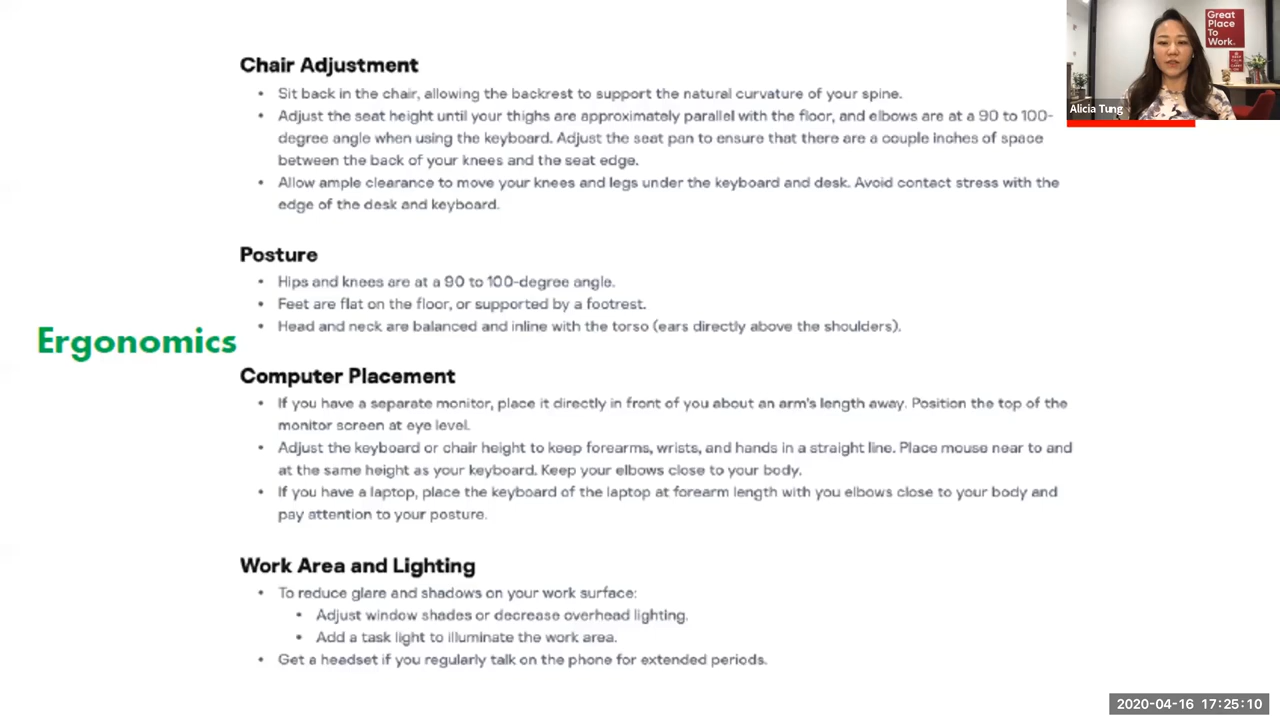 Great
Place
To
Work.
Alicia Tung
Chair Adjustment
• Sit back in the chair, allowing the backrest to support the natural curvature of your spine.
• Adjust the seat height until your thighs are approximately parallel with the floor, and elbows are at a 90 to 100-
degree angle when using the keyboard. Adjust the seat pan to ensure that there are a couple inches of space
between the back of your knees and the seat edge.
• Allow ample clearance to move your knees and legs under the keyboard and desk. Avoid contact stress with the
edge of the desk and keyboard.
Posture
• Hips and knees are at a 90 to 100-degree angle.
• Feet are flat on the floor, or supported by a footrest.
• Head and neck are balanced and inline with the torso (ears directly above the shoulders).
Ergonomics
Computer Placement
• If you have a separate monitor, place it directly in front of you about an arm's length away. Position the top of the
monitor screen at eye level.
• Adjust the keyboard or chair height to keep forearms, wrists, and hands in a straight line. Place mouse near to and
at the same height as your keyboard. Keep your elbows close to your body.
• If you have a laptop, place the keyboard of the laptop at forearm length with you elbows close to your body and
pay attention to your posture.
Work Area and Lighting
• To reduce glare and shadows on your work surface:
• Adjust window shades or decrease overhead lighting.
• Add a task light to illuminate the work area.
• Get a headset if you regularly talk on the phone for extended periods.
2020-04-16 17:25:10